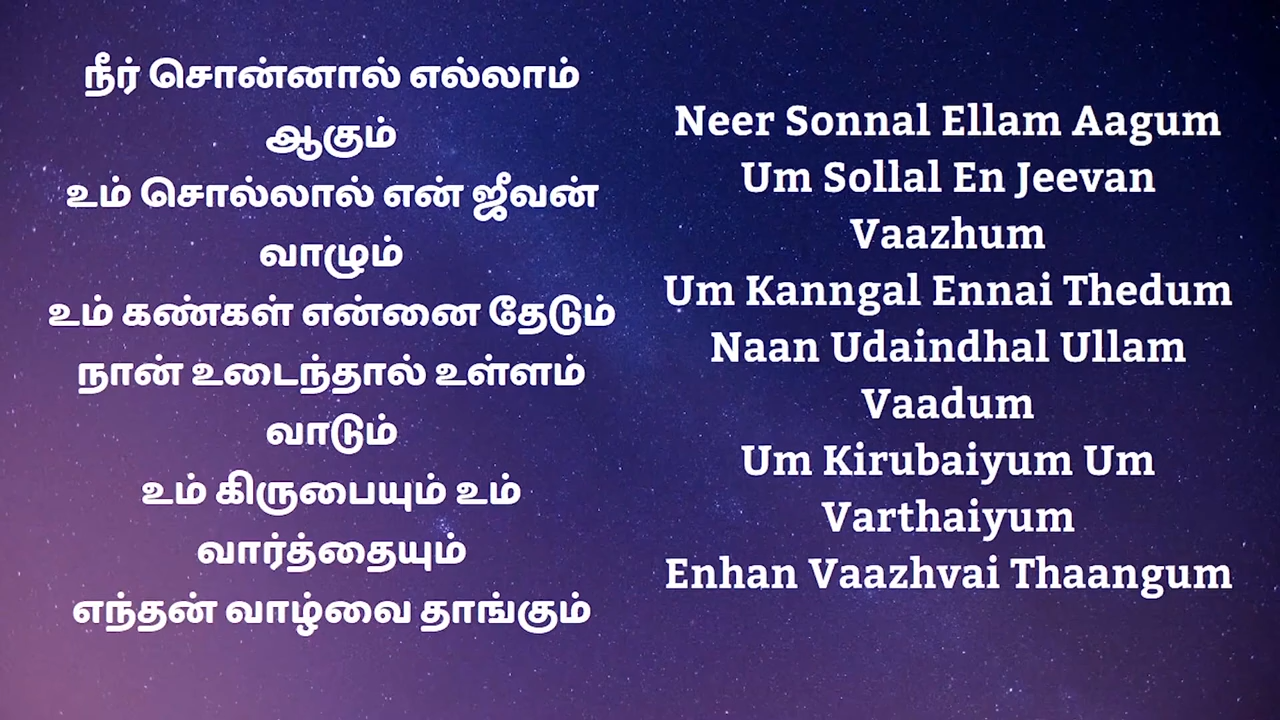 நீர் சொன்னால் எல்லாம்
ஆகும்
உம் சொல்லால் என் ஜீவன்
வாழும்
உம் கண்கள் என்னை தேடும்
நான் உடைந்தால் உள்ளம்
வாடும்
உம் கிருபையும் உம்
வார்த்தையும்
எந்தன் வாழ்வை தாங்கும்
Neer Sonnal Ellam Aagum
Um Sollal En Jeevan
Vaazhum
Um Kanngal Ennai Thedum
Naan Udaindhal Ullam
Vaadum
Um Kirubaiyum Um
Varthaiyum
Enhan Vaazhvai Thaangum